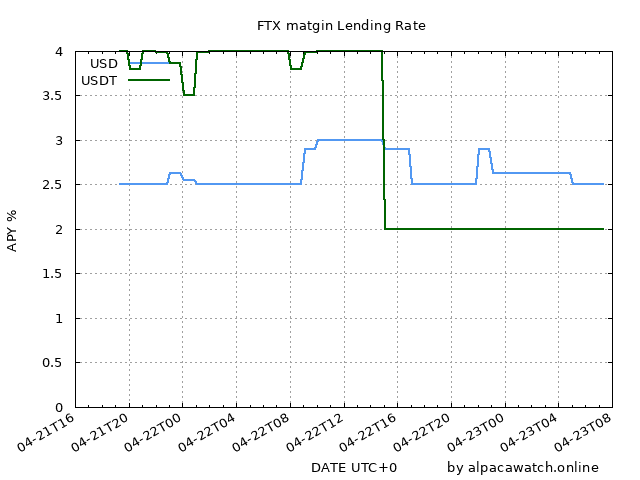 FTX matgin Lending Rate
USD
USDT
4
3.5
3
2.5
2
1.5
1
0.5
0
APY %
04-21T16
04-21T20
04-22T00
04-22T04
04-22T08
04-22T12
04-22T16
04-22T20
04-23T00
04-23T04
04-23T08
DATE UTC+0
by alpacawatch.online